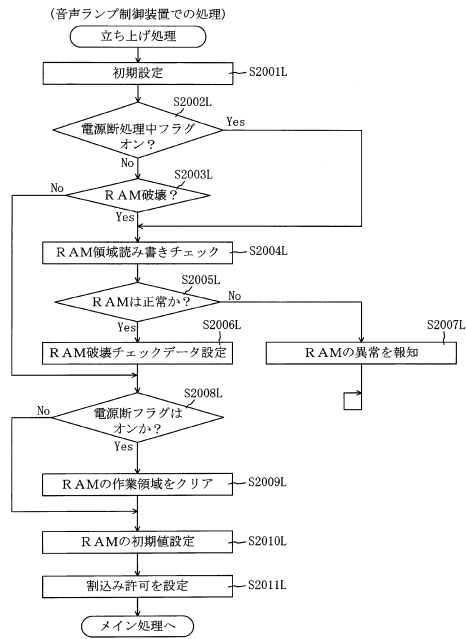 (音声ランプ制御装置での処理)
立ち上げ処理
初期設定
S2001L
S2002L
電源断処理中フラグ
オン?
Yes
No
S2003L
RAM破壊?
No
Yes
RAM領域読み書きチェック
S2004L
S2005L
RAMは正常か?
No
Yes
S2006L
RAM破壊チェックデータ設定
S2007L
RAMの異常を報知
S2008L
電源断フラグは
オンか?
No
Yes
RAMの作業領域をクリア
S2009L
RAMの初期値設定
S2010L
割込み許可を設定
S2011L
メイン処理へ